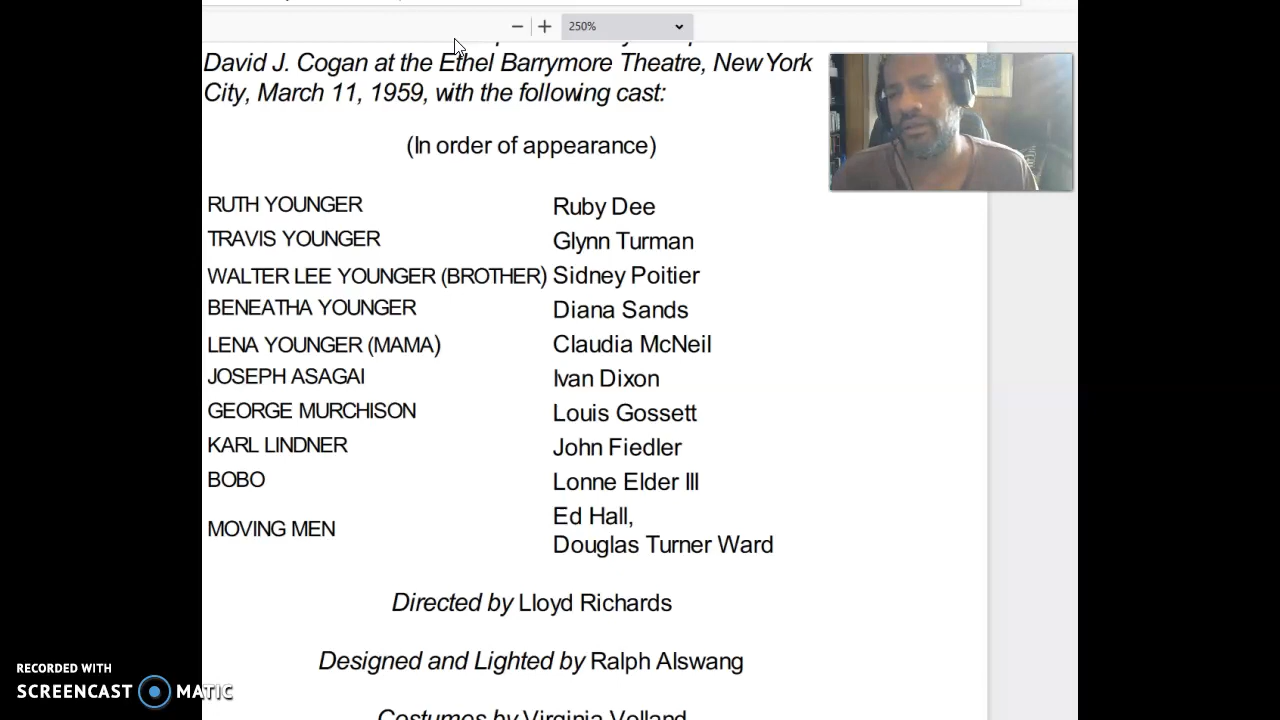 250%
David J. Cogan at the Ethel Barrymore Theatre, New York
City, March 11, 1959, with the following cast:
(In order of appearance)
RUTH YOUNGER Ruby Dee
TRAVIS YOUNGER Glynn Turman
WALTER LEE YOUNGER (BROTHER) Sidney Poitier
BENEATHA YOUNGER Diana Sands
LENA YOUNGER (MAMA) Claudia McNeil
JOSEPH ASAGAI Ivan Dixon
GEORGE MURCHISON Louis Gossett
KARL LINDNER John Fiedler
BOBO Lonne Elder III
MOVING MEN Ed Hall,
Douglas Turner Ward
Directed by Lloyd Richards
Designed and Lighted by Ralph Alswang
Costumes by Virginia Volland
RECORDED WITH
SCREENCAST MATIC